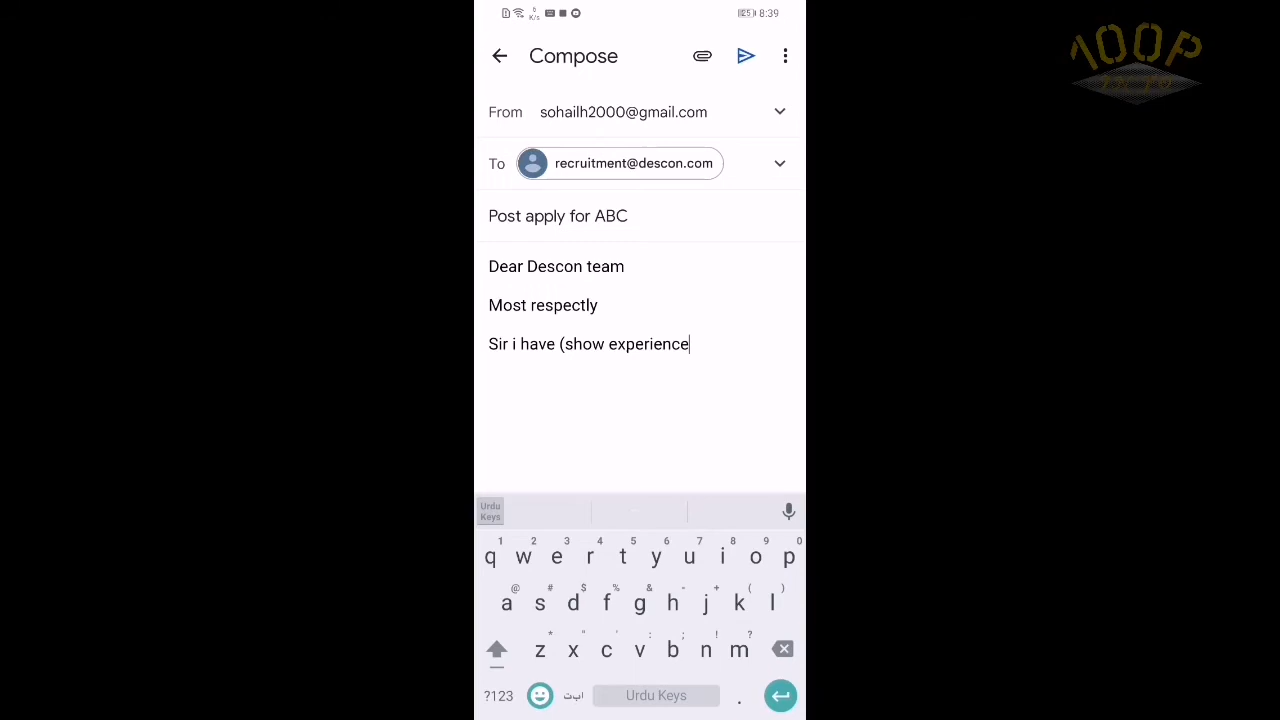 K/s 25 8:39
100P
INTD
Compose
From sohailh2000@gmail.com
To recruitment@descon.com
Post apply for ABC
Dear Descon team
Most respectly
Sir i have (show experience
Urdu
Keys
1 2 3 4 5 6 7 8 9 0
q w e r t y u i o p
@ # $ % & - + ( )
a s d f g h j k l
* " ' : ; ! ?
z x c v b n m
?123 ا‌ب‌ت Urdu Keys .